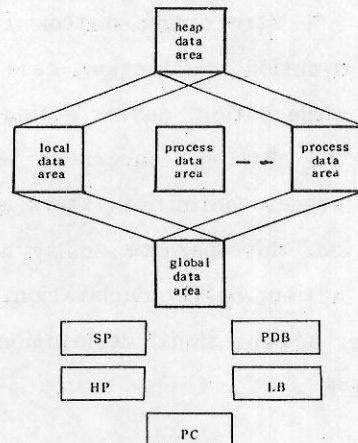 heap
data
area
local
data
area
process
data
area
process
data
area
global
data
area
SP
PDB
HP
LB
PC